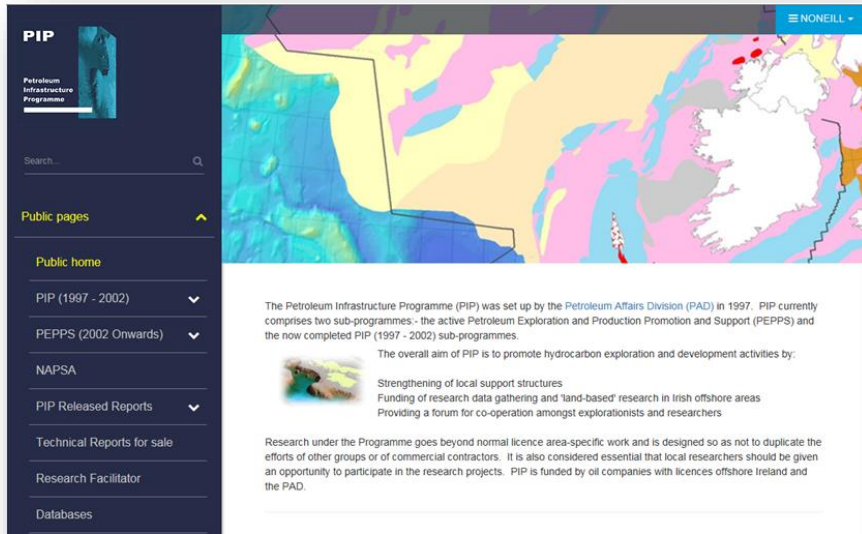 PIP
Petroleum
Infrastructure
Programme
Search...
Public pages
Public home
PIP (1997 - 2002)
PEPPS (2002 Onwards)
NAPSA
PIP Released Reports
Technical Reports for sale
Research Facilitator
Databases
NONEILL
The Petroleum Infrastructure Programme (PIP) was set up by the Petroleum Affairs Division (PAD) in 1997. PIP currently
comprises two sub-programmes:- the active Petroleum Exploration and Production Promotion and Support (PEPPS) and
the now completed PIP (1997 - 2002) sub-programmes.
The overall aim of PIP is to promote hydrocarbon exploration and development activities by:
Strengthening of local support structures
Funding of research data gathering and 'land-based' research in Irish offshore areas
Providing a forum for co-operation amongst explorationists and researchers
Research under the Programme goes beyond normal licence area-specific work and is designed so as not to duplicate the
efforts of other groups or of commercial contractors. It is also considered essential that local researchers should be given
an opportunity to participate in the research projects. PIP is funded by oil companies with licences offshore Ireland and
the PAD.